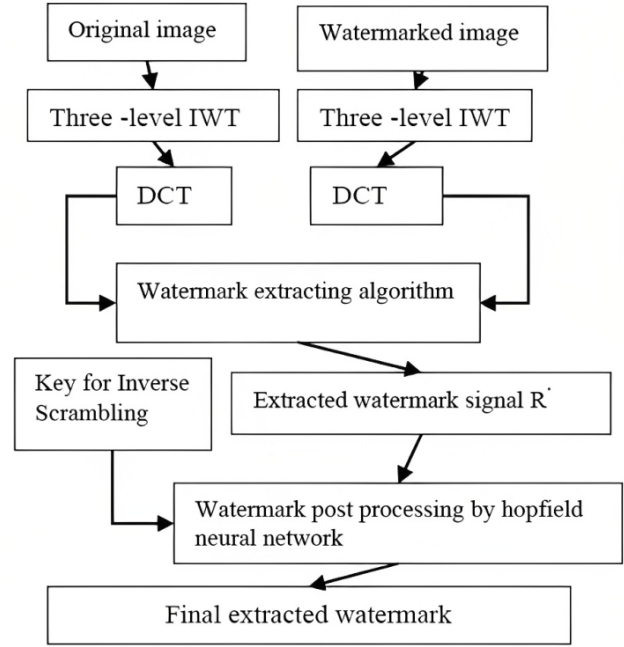 Original image
Watermarked image
Three -level IWT
Three -level IWT
DCT
DCT
Watermark extracting algorithm
Key for Inverse
Scrambling
Extracted watermark signal R*
Watermark post processing by hopfield
neural network
Final extracted watermark